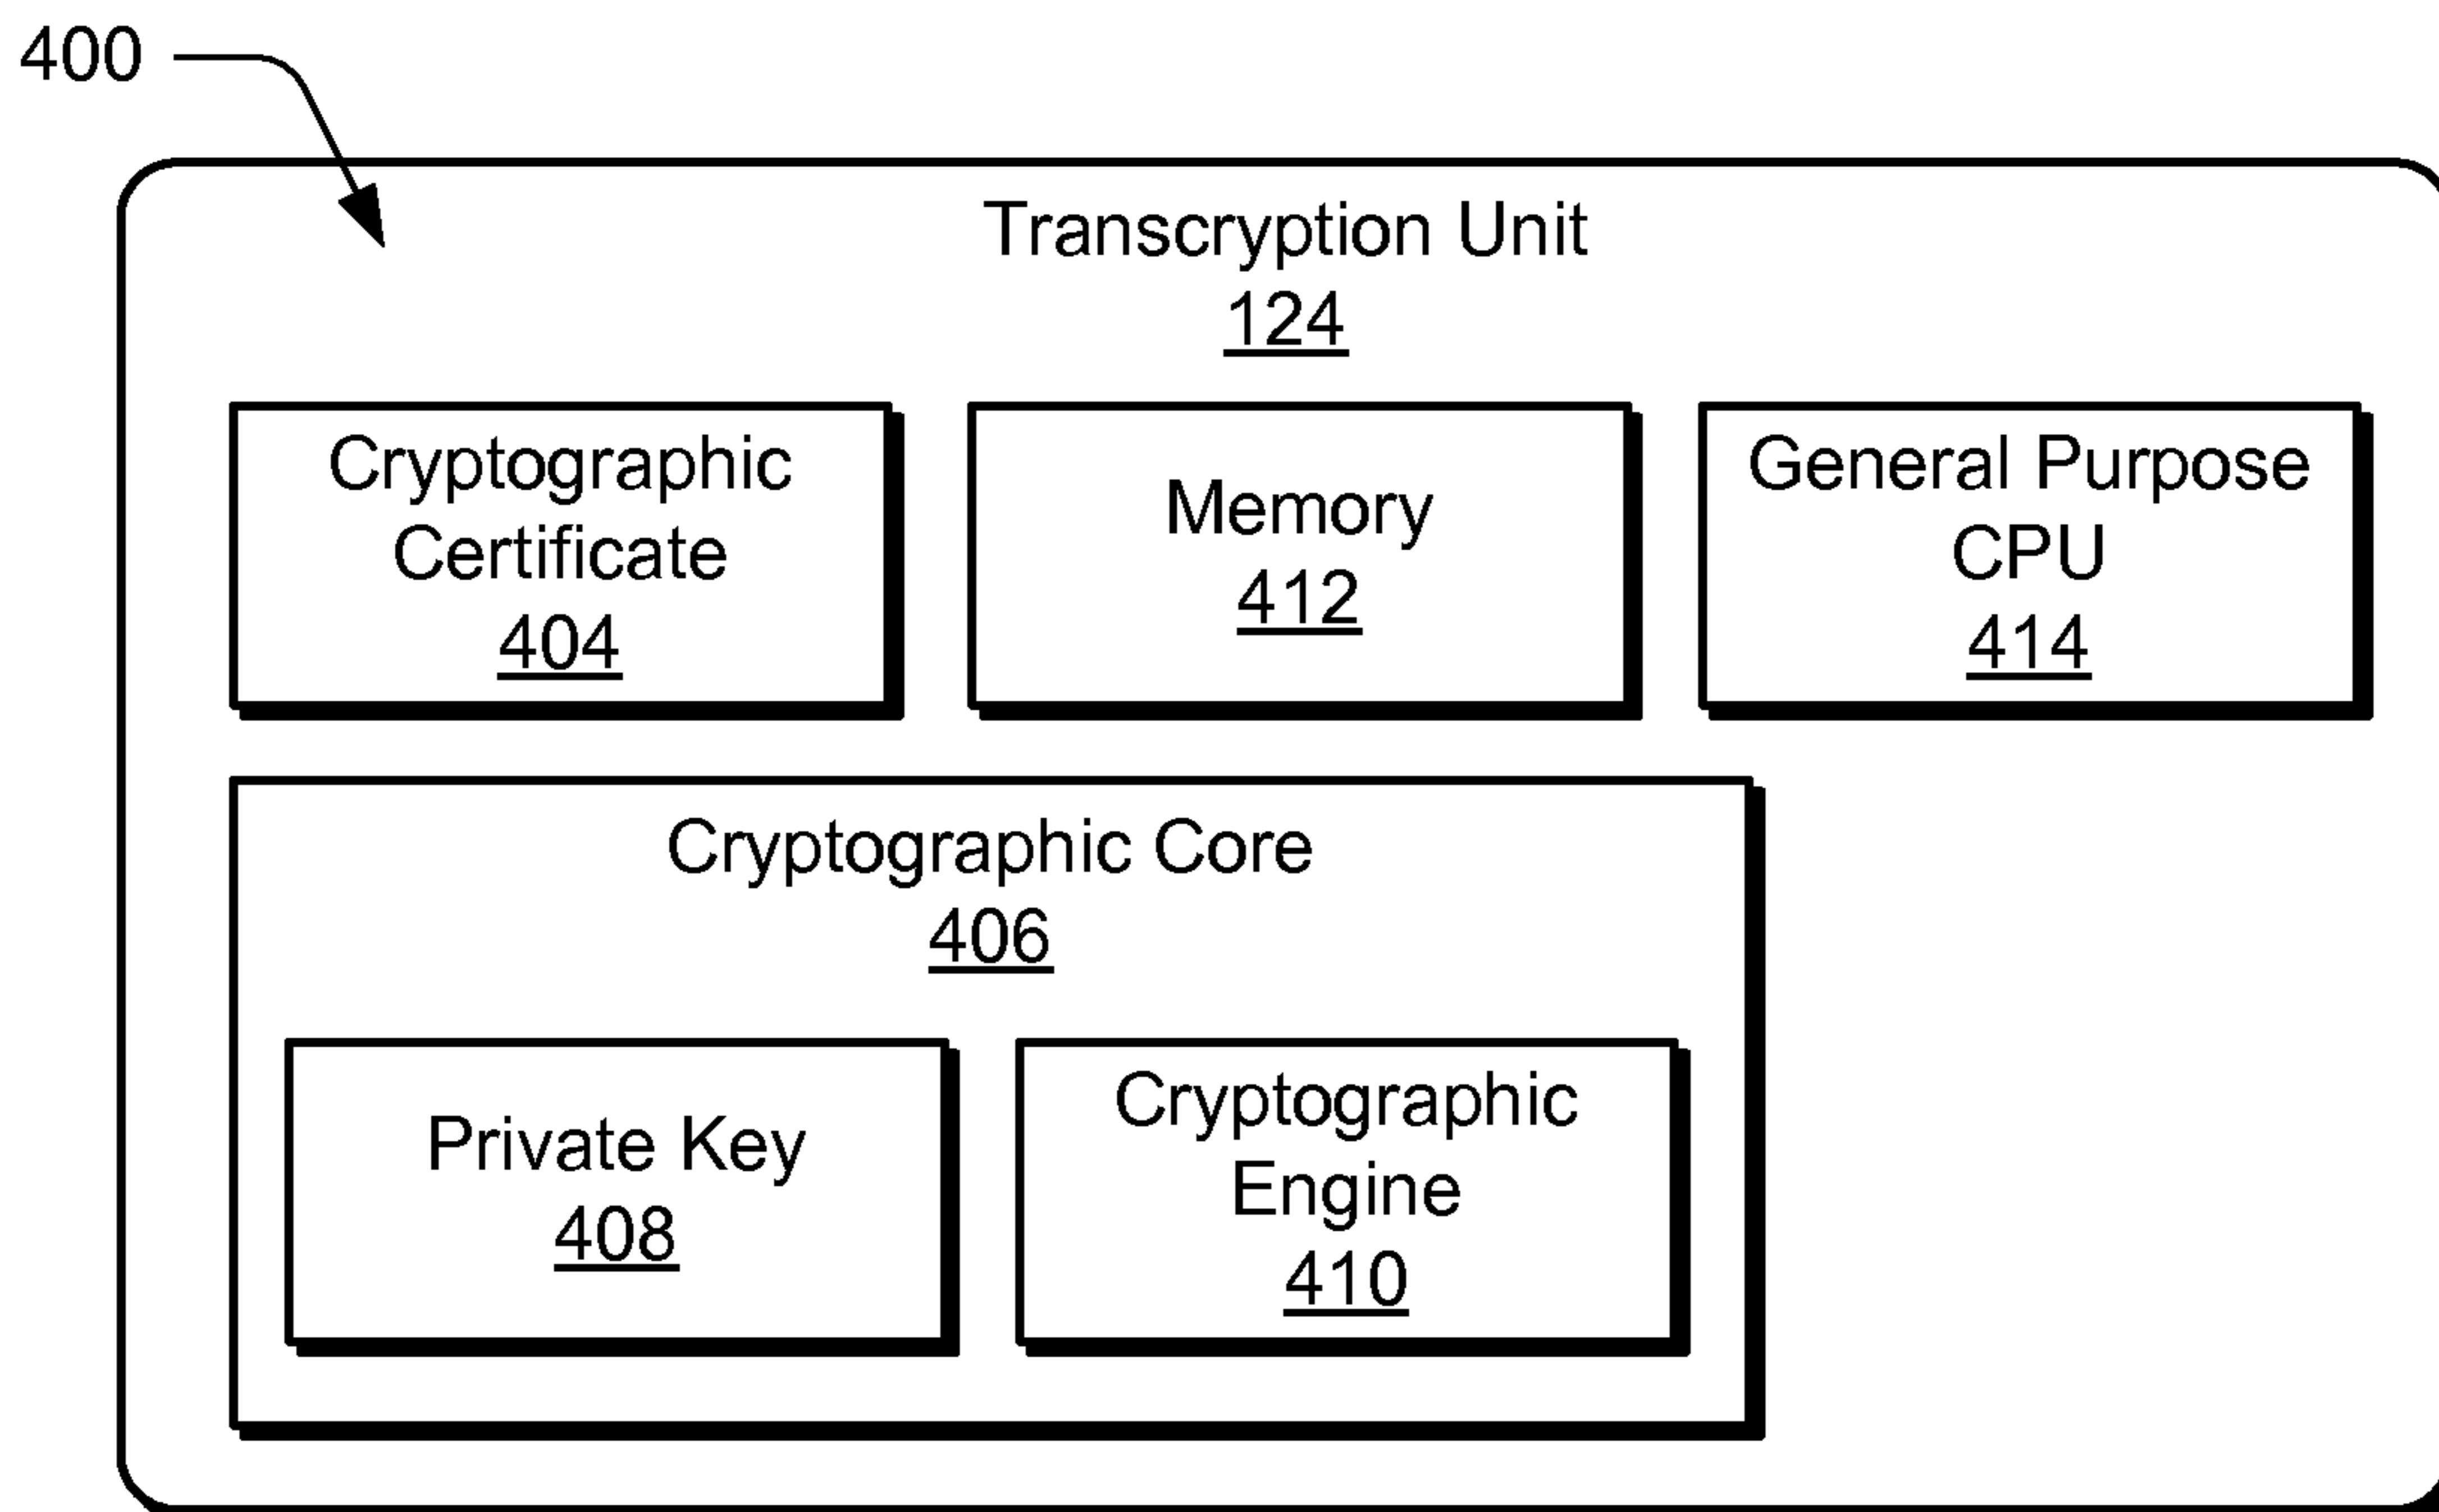 400
Transcryption Unit
124
Cryptographic
Certificate
404
Memory
412
General Purpose
CPU
414
Cryptographic Core
406
Private Key
408
Cryptographic
Engine
410